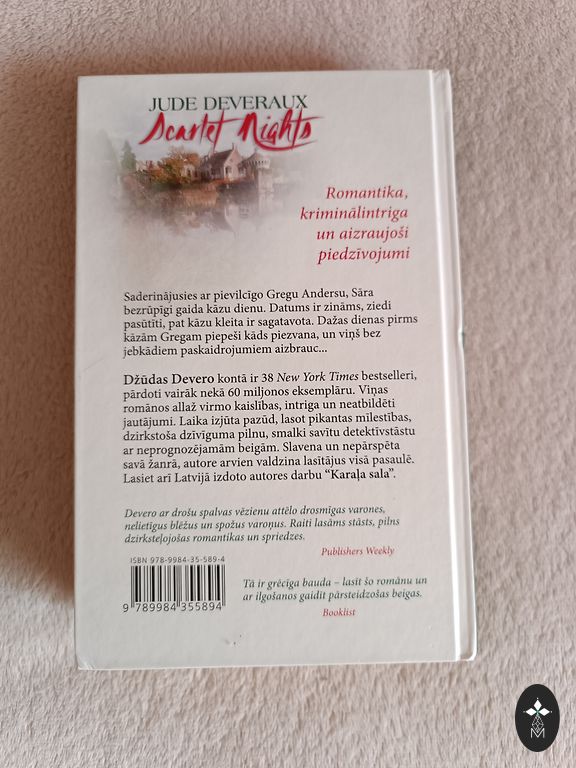 JUDE DEVERAUX
Scarlet Nights
Romantika,
kriminālintriga
un aizraujoši
piedzīvojumi
Saderinājusies ar pievilcīgo Gregu Andersu, Sāra
bezrūpīgi gaida kāzu dienu. Datums ir zināms, ziedi
pasūtīti, pat kāzu kleita ir sagatavota. Dažas dienas pirms
kāzām Gregam piepeši kāds piezvana, un viņš bez
jebkādiem paskaidrojumiem aizbrauc...
Džūdas Devero kontā ir 38 New York Times bestselleri,
pārdoti vairāk nekā 60 miljonos eksemplāru. Viņas
romānos allaž virmo kaislības, intriga un neatbildēti
jautājumi. Laika izjūta pazūd, lasot pikantas mīlestības,
dzirkstoša dzīvīguma pilnu, smalki savītu detektīvstāstu
ar neprognozējamām beigām. Slavena un nepārspēta
savā žanrā, autore arvien valdzina lasītājus visā pasaulē.
Lasiet arī Latvijā izdoto autores darbu “Karaļa sala”.
Devero ar drošu spalvas vēzienu attēlo drosmīgas varones,
nelietīgus blēžus un spožus varoņus. Raiti lasāms stāsts, pilns
dzirksteļojošas romantikas un spriedzes.
Publishers Weekly
ISBN 978-9984-35-589-4
9 789984 355894
Tā ir grēcīga bauda – lasīt šo romānu un
ar ilgošanos gaidīt pārsteidzošas beigas.
Booklist
M